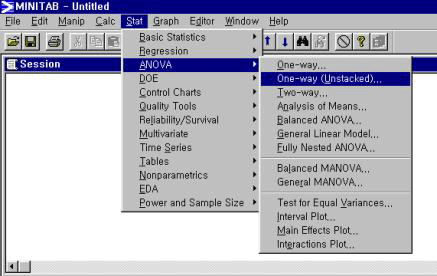 MINITAB - Untitled
File Edit Manip Calc Stat Graph Editor Window Help
Session
Basic Statistics
Regression
ANOVA
DOE
Control Charts
Quality Tools
Reliability/Survival
Multivariate
Time Series
Tables
Nonparametrics
EDA
Power and Sample Size
One-way...
One-way (Unstacked)...
Two-way...
Analysis of Means...
Balanced ANOVA...
General Linear Model...
Fully Nested ANOVA...
Balanced MANOVA...
General MANOVA...
Test for Equal Variances...
Interval Plot...
Main Effects Plot...
Interactions Plot...